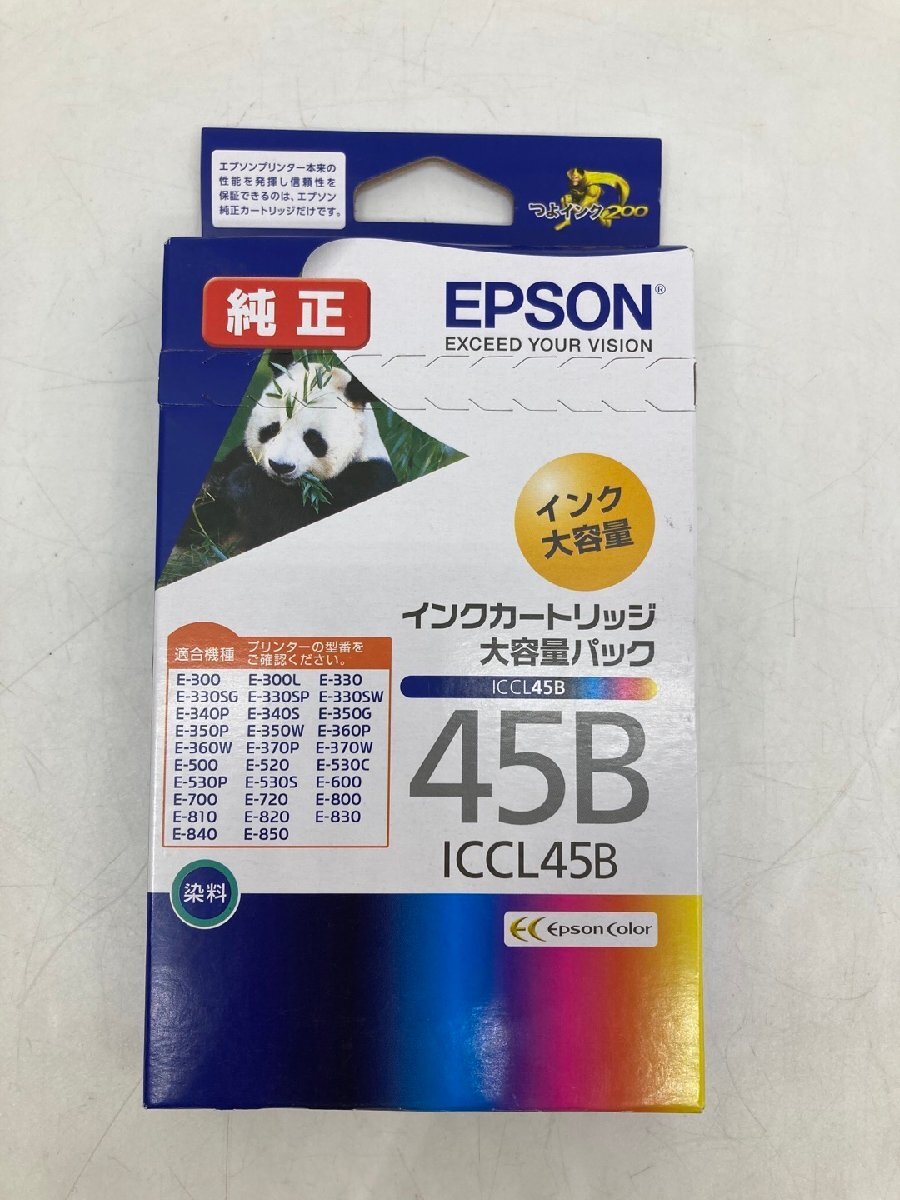 エプソンプリンター本来の
性能を発揮し信頼性を
保証できるのは、エプソン
純正カートリッジだけです。
つよインク200
純正
EPSON®
EXCEED YOUR VISION
インク
大容量
インクカートリッジ
大容量パック
ICCL45B
45B
ICCL45B
適合機種 プリンターの型番を
ご確認ください。
E-300 E-300L E-330
E-330SG E-330SP E-330SW
E-340P E-340S E-350G
E-350P E-350W E-360P
E-360W E-370P E-370W
E-500 E-520 E-530C
E-530P E-530S E-600
E-700 E-720 E-800
E-810 E-820 E-830
E-840 E-850
染料
EC Epson Color